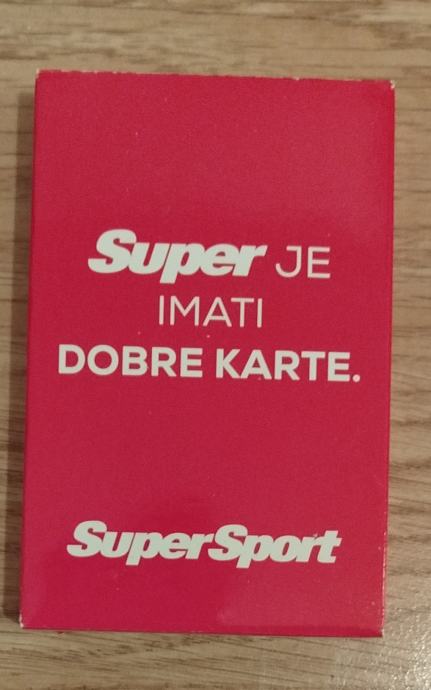 Super JE
IMATI
DOBRE KARTE.
SuperSport